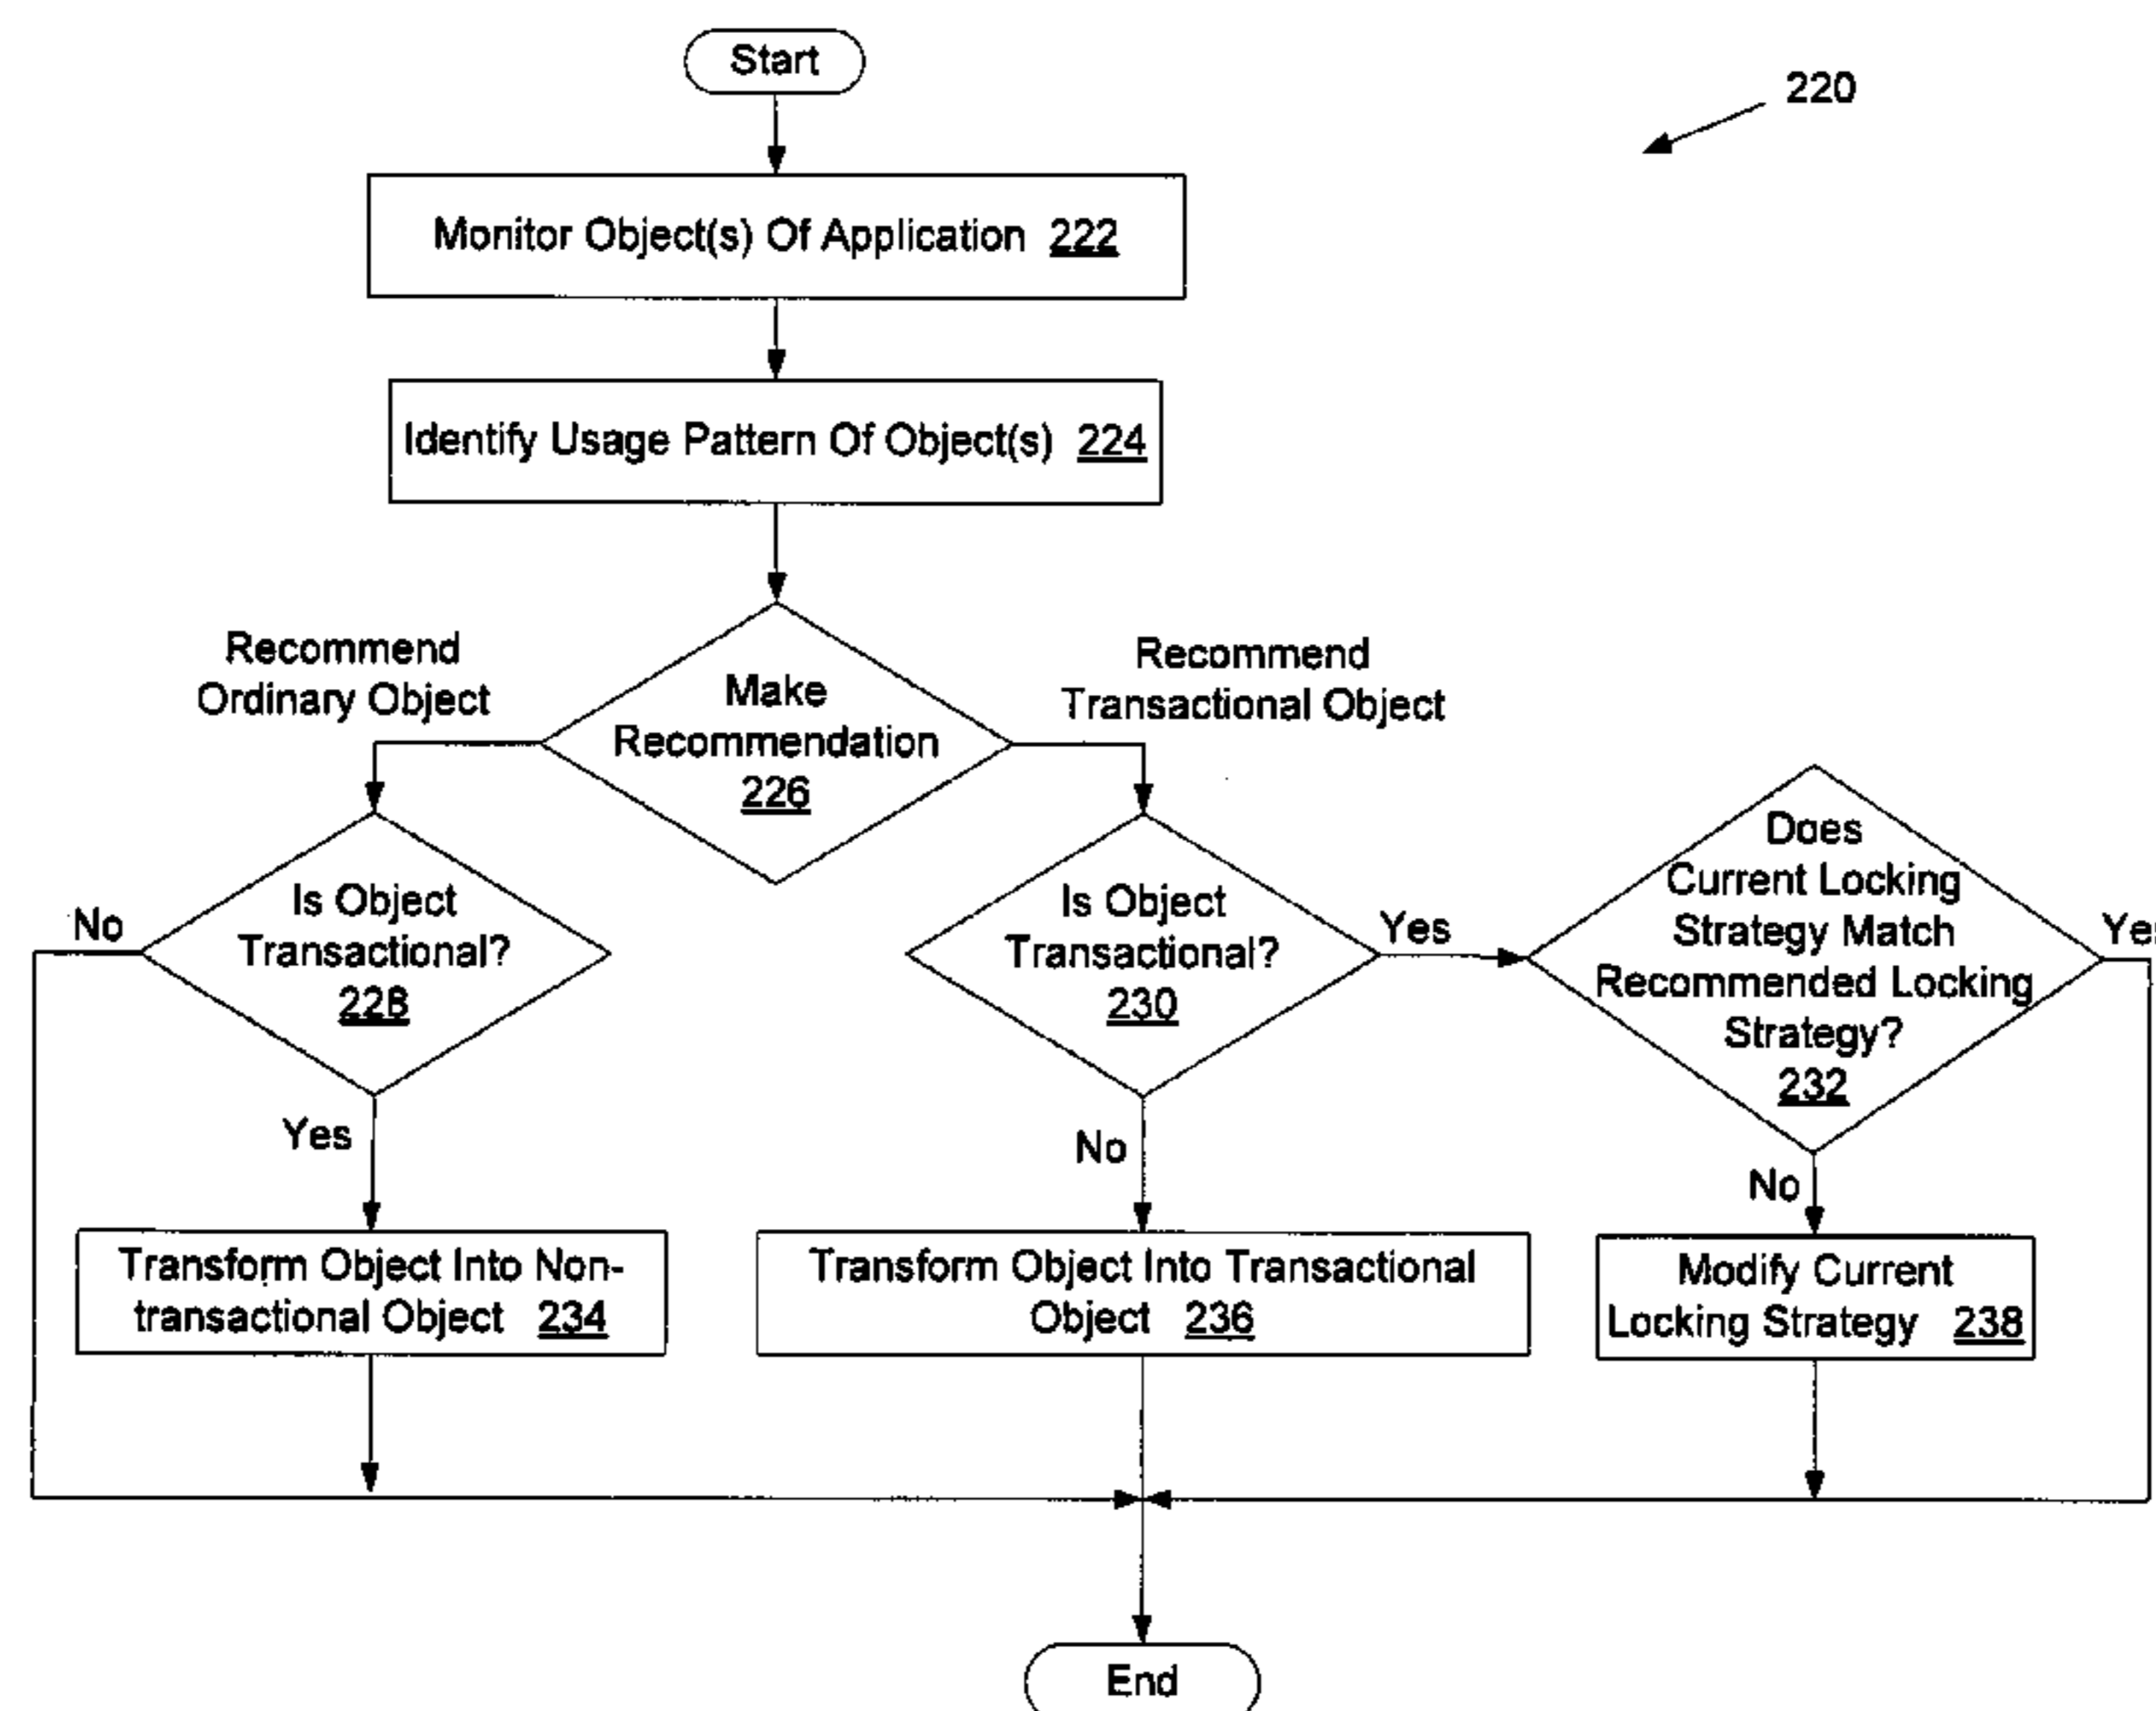 Start
220
Monitor Object(s) Of Application 222
Identify Usage Pattern Of Object(s) 224
Recommend
Ordinary Object
Make
Recommendation
226
Recommend
Transactional Object
No
Is Object
Transactional?
228
Is Object
Transactional?
230
Yes
Does
Current Locking
Strategy Match
Recommended Locking
Strategy?
232
Yes
Yes
No
No
Transform Object Into Non-
transactional Object 234
Transform Object Into Transactional
Object 236
Modify Current
Locking Strategy 238
End